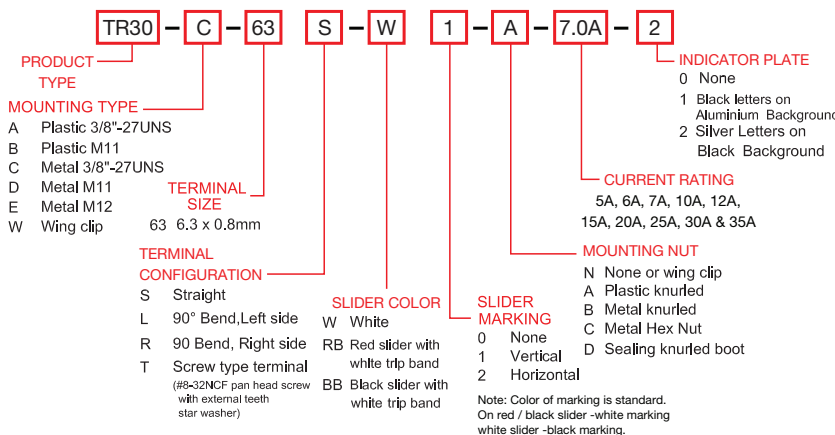 TR30 - C - 63 S - W 1 - A - 7.0A - 2
PRODUCT
TYPE
MOUNTING TYPE
A Plastic 3/8"-27UNS
B Plastic M11
C Metal 3/8"-27UNS
D Metal M11
E Metal M12
W Wing clip
TERMINAL
SIZE
63 6.3 x 0.8mm
TERMINAL
CONFIGURATION
S Straight
L 90° Bend,Left side
R 90 Bend, Right side
T Screw type terminal
(#8-32NCF pan head screw
with external teeth
star washer)
SLIDER COLOR
W White
RB Red slider with
white trip band
BB Black slider with
white trip band
SLIDER
MARKING
0 None
1 Vertical
2 Horizontal
Note: Color of marking is standard.
On red / black slider -white marking
white slider -black marking.
MOUNTING NUT
N None or wing clip
A Plastic knurled
B Metal knurled
C Metal Hex Nut
D Sealing knurled boot
CURRENT RATING
5A, 6A, 7A, 10A, 12A,
15A, 20A, 25A, 30A & 35A
INDICATOR PLATE
0 None
1 Black letters on
Aluminium Background
2 Silver Letters on
Black Background